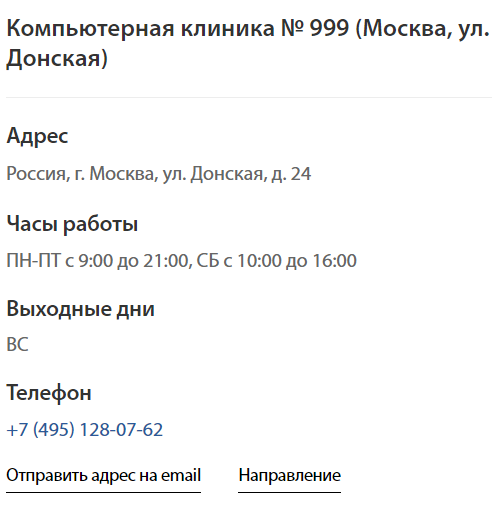 Компьютерная клиника № 999 (Москва, ул.
Донская)
Адрес
Россия, г. Москва, ул. Донская, д. 24
Часы работы
ПН-ПТ с 9:00 до 21:00, СБ с 10:00 до 16:00
Выходные дни
ВС
Телефон
+7 (495) 128-07-62
Отправить адрес на email Направление